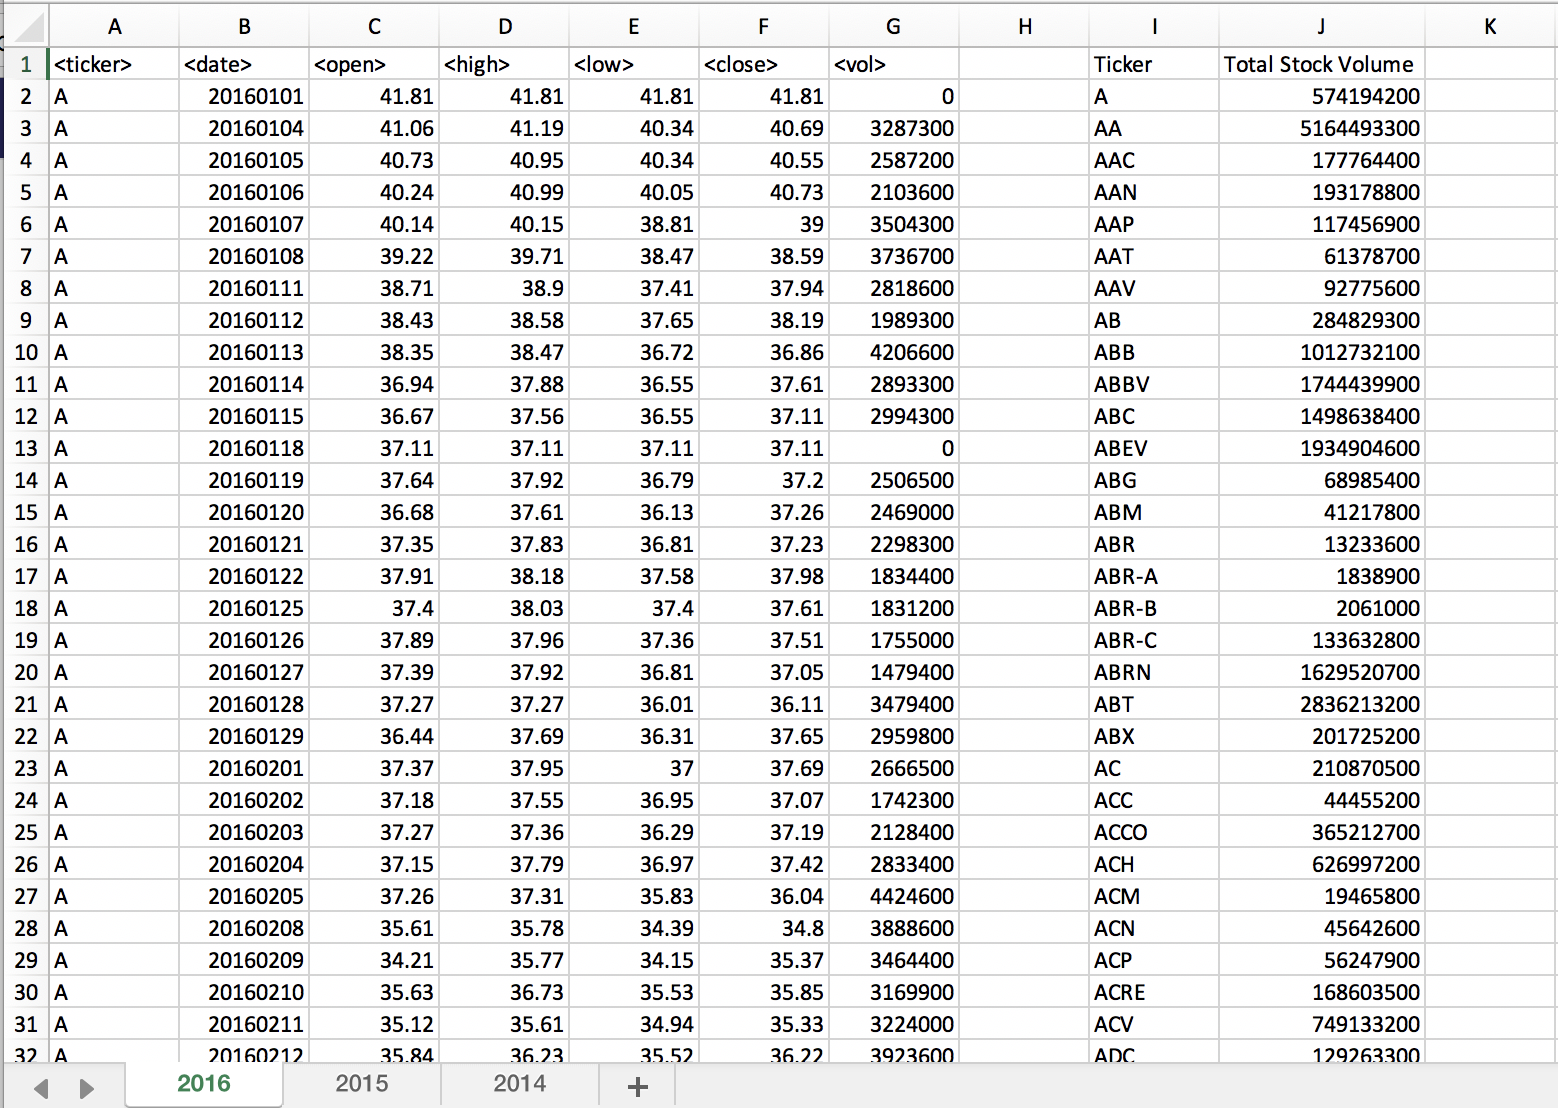 A B C D E F G H I J K
1 <ticker> <date> <open> <high> <low> <close> <vol> Ticker Total Stock Volume
2 A 20160101 41.81 41.81 41.81 41.81 0 A 574194200
3 A 20160104 41.06 41.19 40.34 40.69 3287300 AA 5164493300
4 A 20160105 40.73 40.95 40.34 40.55 2587200 AAC 177764400
5 A 20160106 40.24 40.99 40.05 40.73 2103600 AAN 193178800
6 A 20160107 40.14 40.15 38.81 39 3504300 AAP 117456900
7 A 20160108 39.22 39.71 38.47 38.59 3736700 AAT 61378700
8 A 20160111 38.71 38.9 37.41 37.94 2818600 AAV 92775600
9 A 20160112 38.43 38.58 37.65 38.19 1989300 AB 284829300
10 A 20160113 38.35 38.47 36.72 36.86 4206600 ABB 1012732100
11 A 20160114 36.94 37.88 36.55 37.61 2893300 ABBV 1744439900
12 A 20160115 36.67 37.56 36.55 37.11 2994300 ABC 1498638400
13 A 20160118 37.11 37.11 37.11 37.11 0 ABEV 1934904600
14 A 20160119 37.64 37.92 36.79 37.2 2506500 ABG 68985400
15 A 20160120 36.68 37.61 36.13 37.26 2469000 ABM 41217800
16 A 20160121 37.35 37.83 36.81 37.23 2298300 ABR 13233600
17 A 20160122 37.91 38.18 37.58 37.98 1834400 ABR-A 1838900
18 A 20160125 37.4 38.03 37.4 37.61 1831200 ABR-B 2061000
19 A 20160126 37.89 37.96 37.36 37.51 1755000 ABR-C 133632800
20 A 20160127 37.39 37.92 36.81 37.05 1479400 ABRN 1629520700
21 A 20160128 37.27 37.27 36.01 36.11 3479400 ABT 2836213200
22 A 20160129 36.44 37.69 36.31 37.65 2959800 ABX 201725200
23 A 20160201 37.37 37.95 37 37.69 2666500 AC 210870500
24 A 20160202 37.18 37.55 36.95 37.07 1742300 ACC 44455200
25 A 20160203 37.27 37.36 36.29 37.19 2128400 ACCO 365212700
26 A 20160204 37.15 37.79 36.97 37.42 2833400 ACH 626997200
27 A 20160205 37.26 37.31 35.83 36.04 4424600 ACM 19465800
28 A 20160208 35.61 35.78 34.39 34.8 3888600 ACN 45642600
29 A 20160209 34.21 35.77 34.15 35.37 3464400 ACP 56247900
30 A 20160210 35.63 36.73 35.53 35.85 3169900 ACRE 168603500
31 A 20160211 35.12 35.61 34.94 35.33 3224000 ACV 749133200
32 A 20160212 35.84 36.23 35.52 36.22 3923600 ADC 129263300
2016 2015 2014 +